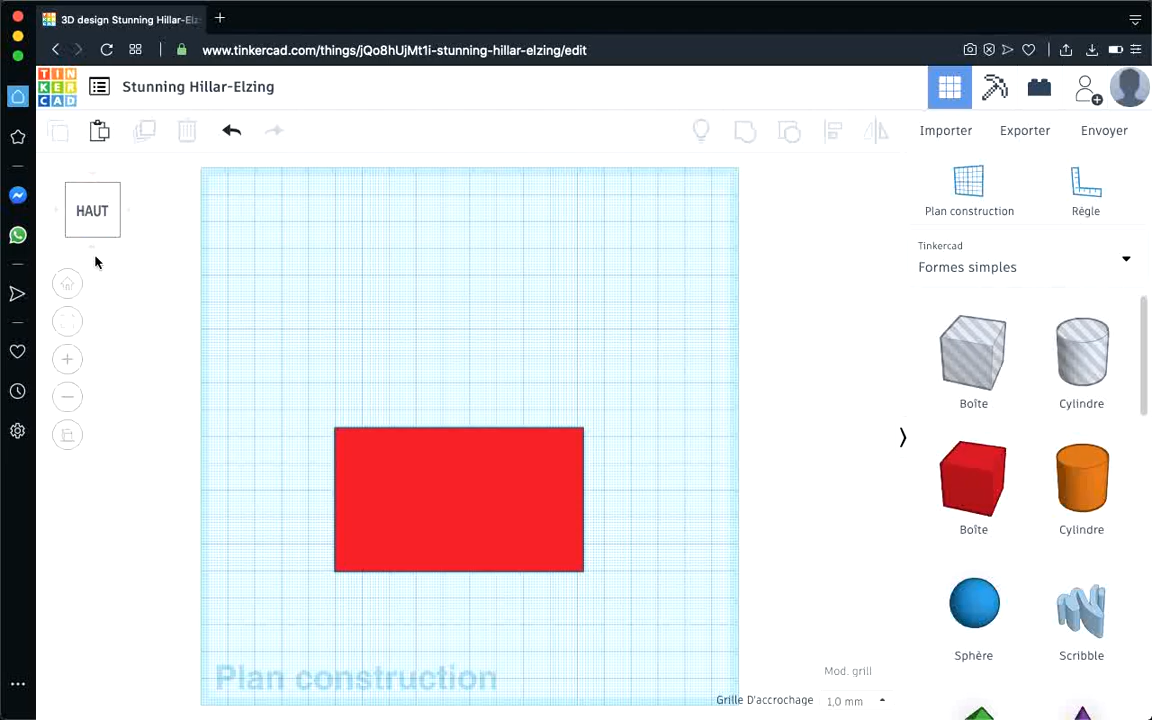 3D design Stunning Hillar-Elz
www.tinkercad.com/things/jQo8hUjMt1i-stunning-hillar-elzing/edit
TIN
KER
CAD
Stunning Hillar-Elzing
Importer
Exporter
Envoyer
HAUT
Plan construction
Règle
Tinkercad
Formes simples
Boîte
Cylindre
Boîte
Cylindre
Sphère
Scribble
Plan construction
Mod. grill
Grille D'accrochage
1,0 mm